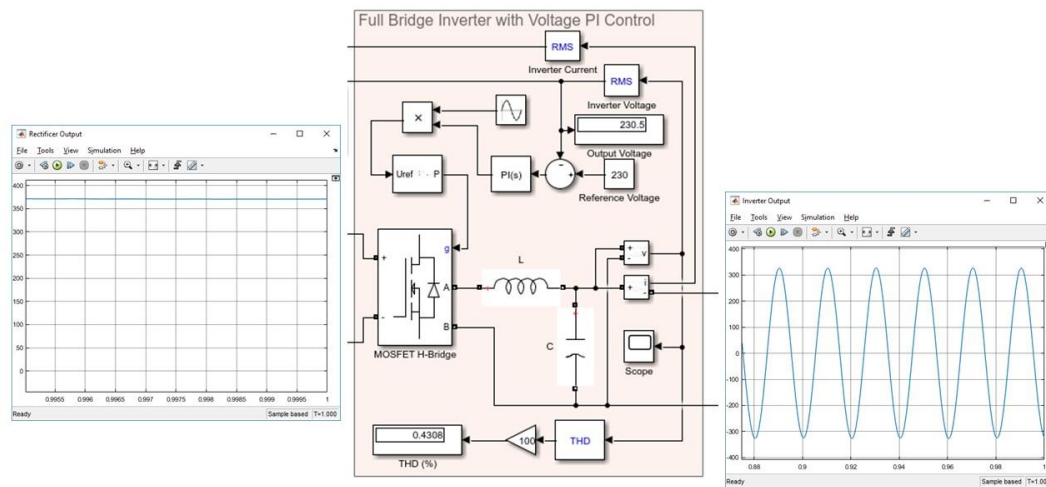 Full Bridge Inverter with Voltage PI Control
RMS
Inverter Current
RMS
Inverter Voltage
230.5
Output Voltage
×
Uref
P
PI(s)
−
+
230
Reference Voltage
g
+
-
A
B
MOSFET H-Bridge
L
C
+
-
v
+
i
-
Scope
0.4308
THD (%)
100
THD
Rectifier Output
File Tools View Simulation Help
400
350
300
250
200
150
100
50
0
0.9955 0.996 0.9965 0.997 0.9975 0.998 0.9985 0.999 0.9995 1
Ready
Sample based T=1.000
Inverter Output
File Tools View Simulation Help
400
300
200
100
0
-100
-200
-300
-400
0.88 0.9 0.92 0.94 0.96 0.98 1
Ready
Sample based